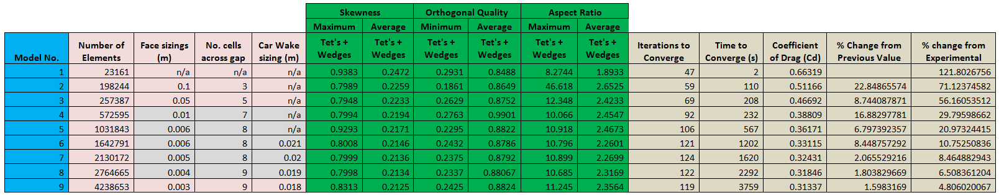 Skewness Orthogonal Quality Aspect Ratio
Maximum Average Minimum Average Maximum Average
Model No. Number of Elements Face sizings (m) No. cells across gap Car Wake sizing (m) Tet's + Wedges Tet's + Wedges Tet's + Wedges Tet's + Wedges Tet's + Wedges Tet's + Wedges Iterations to Converge Time to Converge (s) Coefficient of Drag (Cd) % Change from Previous Value % change from Experimental
1 23161 n/a n/a n/a 0.9383 0.2472 0.2931 0.8488 8.2744 1.8933 47 2 0.66319 121.8026756
2 198244 0.1 3 n/a 0.7989 0.2259 0.1861 0.8649 46.618 2.6525 59 110 0.51166 22.84865574 71.12374582
3 257387 0.05 5 n/a 0.7948 0.2233 0.2629 0.8752 12.348 2.4233 69 208 0.46692 8.744087871 56.16053512
4 572595 0.01 7 n/a 0.7994 0.2194 0.2763 0.9901 10.066 2.4547 92 232 0.38809 16.88297781 29.79598662
5 1031843 0.006 8 n/a 0.9293 0.2171 0.2295 0.8822 10.918 2.4673 106 567 0.36171 6.797392357 20.97324415
6 1642791 0.006 8 0.021 0.8008 0.2146 0.2432 0.8786 10.796 2.2601 121 1202 0.33115 8.448757292 10.75250836
7 2130172 0.005 8 0.02 0.7999 0.2136 0.2375 0.8792 10.899 2.2699 124 1620 0.32431 2.065529216 8.464882943
8 2764665 0.004 9 0.019 0.7998 0.2134 0.2337 0.88067 10.685 2.3169 122 2292 0.31846 1.803829669 6.508361204
9 4238653 0.003 9 0.018 0.8313 0.2125 0.2425 0.8824 11.245 2.3564 119 3759 0.31337 1.5983169 4.806020067